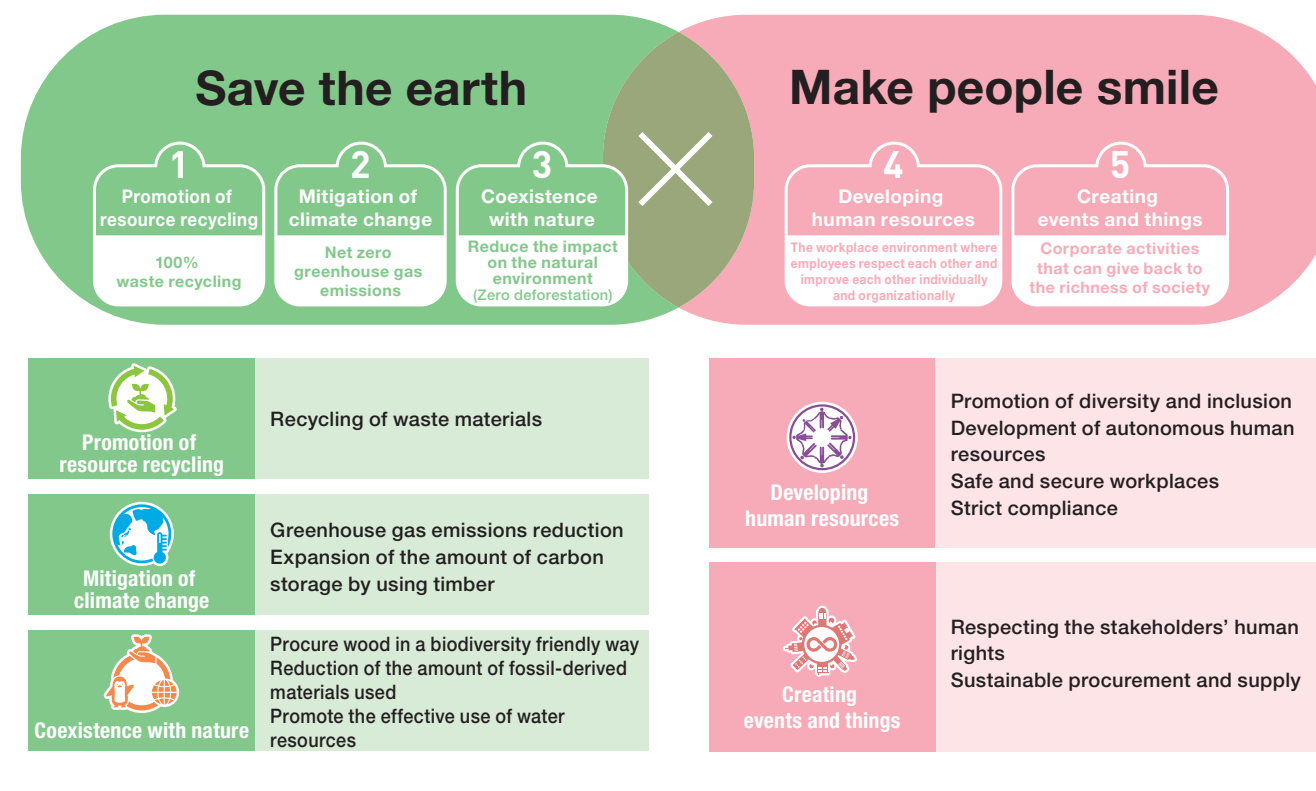 Save the earth
1
Promotion of
resource recycling
100%
waste recycling
2
Mitigation of
climate change
Net zero
greenhouse gas
emissions
3
Coexistence
with nature
Reduce the impact
on the natural
environment
(Zero deforestation)
Make people smile
4
Developing
human resources
The workplace environment where
employees respect each other and
improve each other individually
and organizationally
5
Creating
events and things
Corporate activities
that can give back to
the richness of society
Promotion of
resource recycling
Recycling of waste materials
Mitigation of
climate change
Greenhouse gas emissions reduction
Expansion of the amount of carbon
storage by using timber
Coexistence with nature
Procure wood in a biodiversity friendly way
Reduction of the amount of fossil-derived
materials used
Promote the effective use of water
resources
Developing
human resources
Promotion of diversity and inclusion
Development of autonomous human
resources
Safe and secure workplaces
Strict compliance
Creating
events and things
Respecting the stakeholders’ human
rights
Sustainable procurement and supply